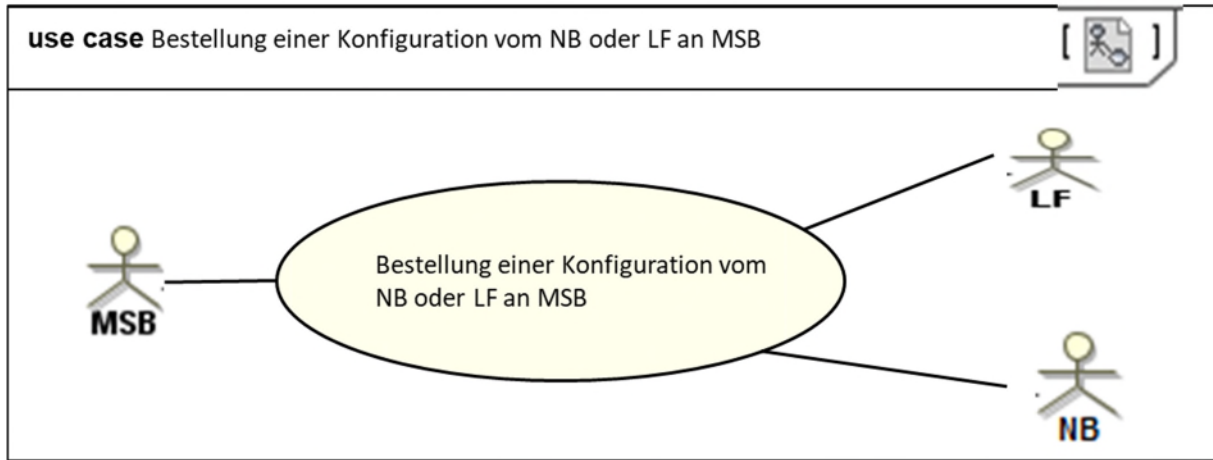 use case Bestellung einer Konfiguration vom NB oder LF an MSB
[ ]
LF
Bestellung einer Konfiguration vom
NB oder LF an MSB
MSB
NB